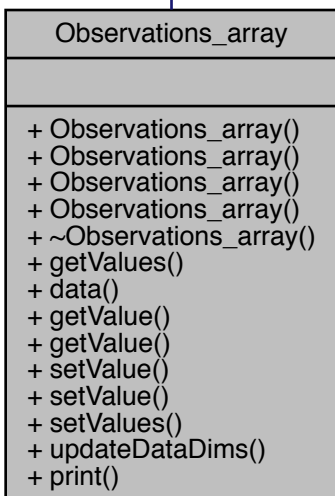 Observations_array
+ Observations_array()
+ Observations_array()
+ Observations_array()
+ Observations_array()
+ ~Observations_array()
+ getValues()
+ data()
+ getValue()
+ getValue()
+ setValue()
+ setValue()
+ setValues()
+ updateDataDims()
+ print()